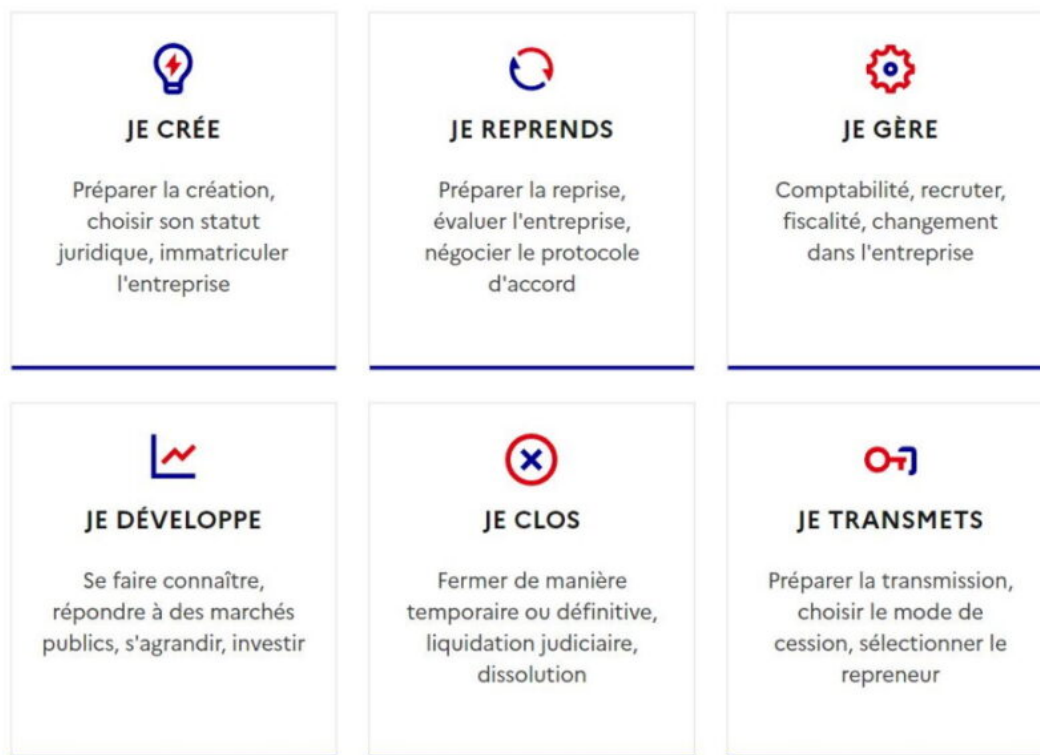 JE CRÉE
Préparer la création,
choisir son statut
juridique, immatriculer
l'entreprise
JE REPRENDS
Préparer la reprise,
évaluer l'entreprise,
négocier le protocole
d'accord
JE GÈRE
Comptabilité, recruter,
fiscalité, changement
dans l'entreprise
JE DÉVELOPPE
Se faire connaître,
répondre à des marchés
publics, s'agrandir, investir
JE CLOS
Fermer de manière
temporaire ou définitive,
liquidation judiciaire,
dissolution
JE TRANSMETS
Préparer la transmission,
choisir le mode de
cession, sélectionner le
repreneur